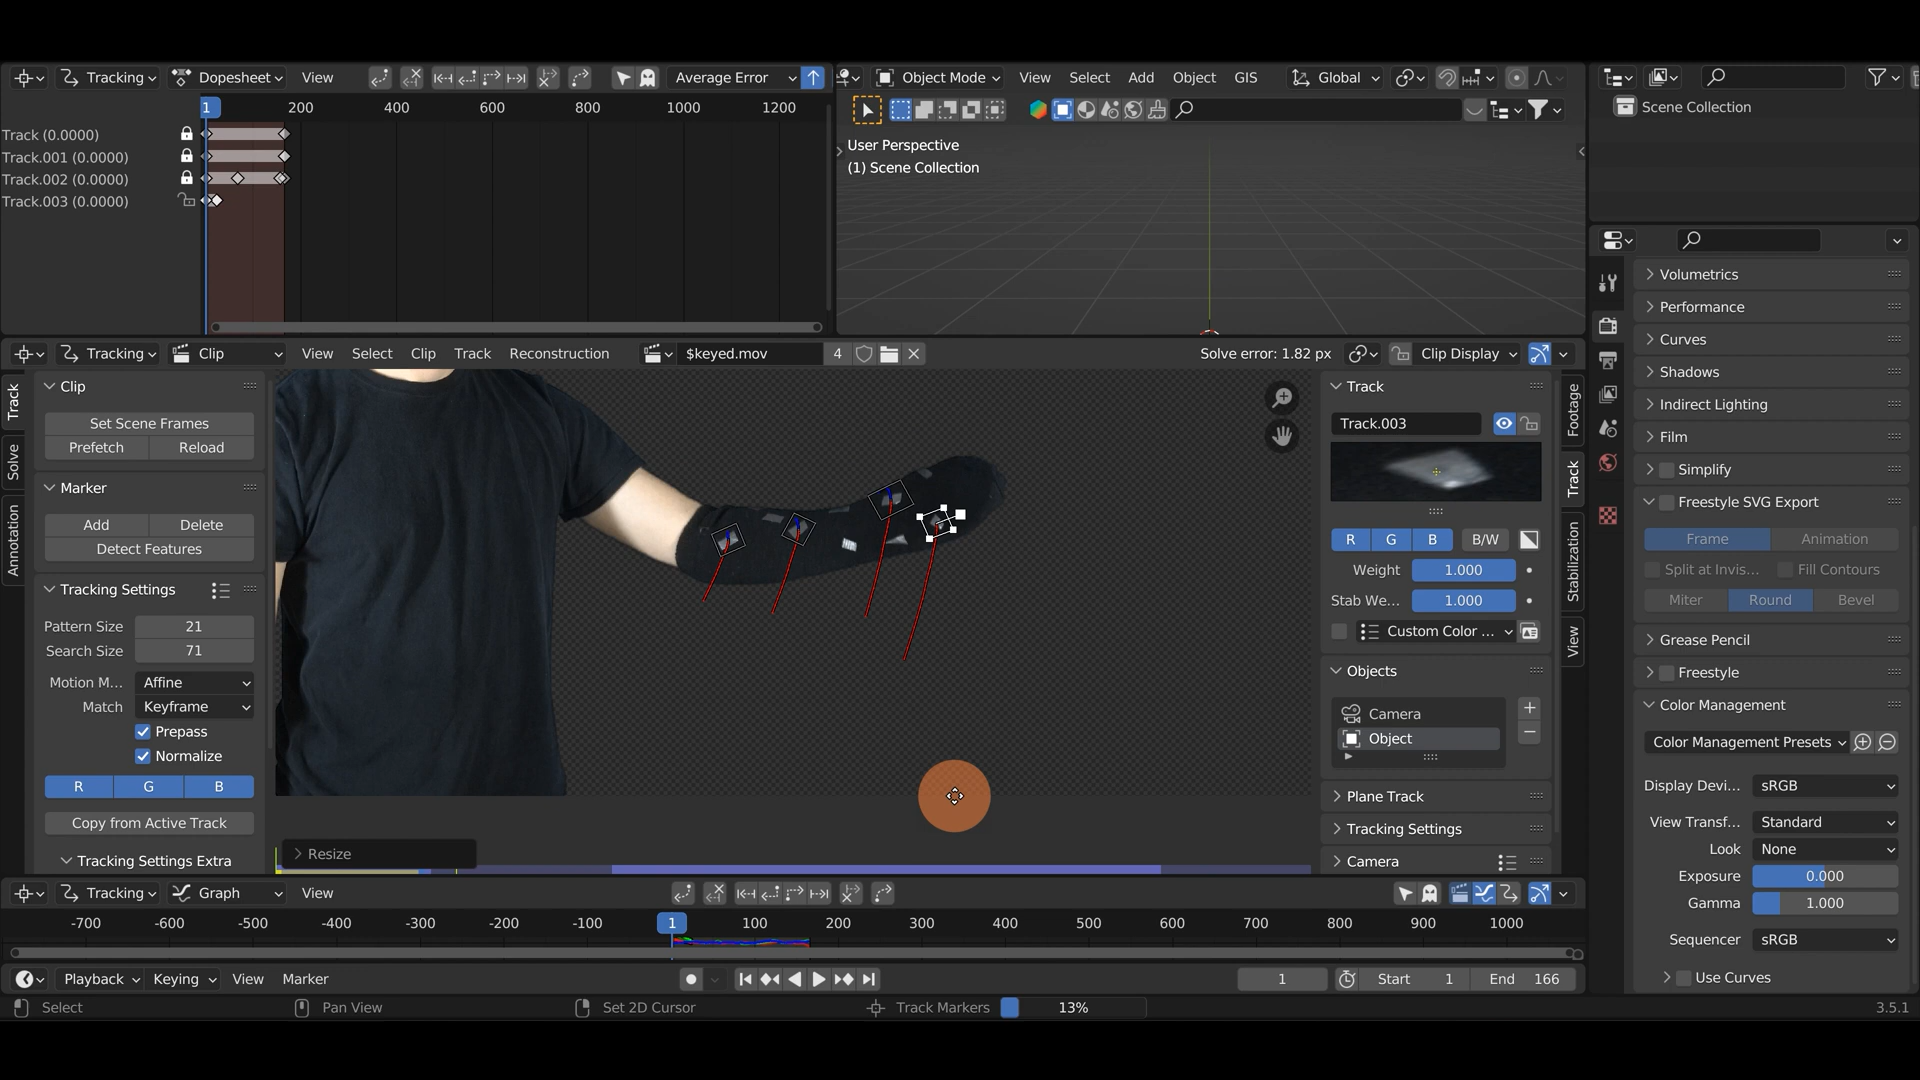 Tracking Dopesheet View Average Error
1 200 400 600 800 1000 1200
Track (0.0000)
Track.001 (0.0000)
Track.002 (0.0000)
Track.003 (0.0000)
Object Mode View Select Add Object GIS Global
User Perspective
(1) Scene Collection
Scene Collection
Tracking Clip View Select Clip Track Reconstruction $keyed.mov 4 Solve error: 1.82 px Clip Display
Track
Solve
Annotation
Clip
Set Scene Frames
Prefetch Reload
Marker
Add Delete
Detect Features
Tracking Settings
Pattern Size 21
Search Size 71
Motion M... Affine
Match Keyframe
Prepass
Normalize
R G B
Copy from Active Track
Tracking Settings Extra
Resize
Track
Track.003
R G B B/W
Weight 1.000
Stab We... 1.000
Custom Color ...
Objects
Camera
Object
Plane Track
Tracking Settings
Camera
Footage
Track
Stabilization
View
Volumetrics
Performance
Curves
Shadows
Indirect Lighting
Film
Simplify
Freestyle SVG Export
Frame Animation
Split at Invis... Fill Contours
Miter Round Bevel
Grease Pencil
Freestyle
Color Management
Color Management Presets
Display Devi... sRGB
View Transf... Standard
Look None
Exposure 0.000
Gamma 1.000
Sequencer sRGB
Use Curves
Tracking Graph View
-700 -600 -500 -400 -300 -200 -100 1 100 200 300 400 500 600 700 800 900 1000
Playback Keying View Marker 1 Start 1 End 166
Select Pan View Set 2D Cursor Track Markers 13% 3.5.1